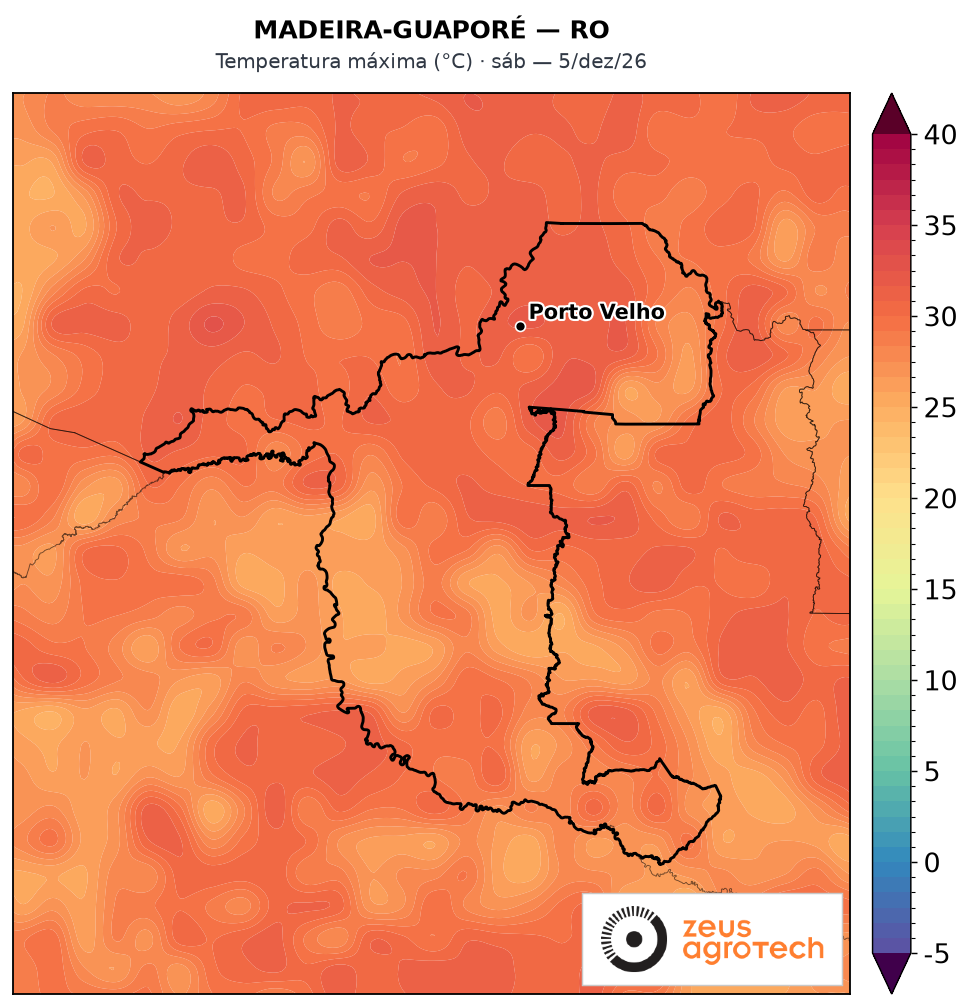 MADEIRA-GUAPORÉ — RO
Temperatura máxima (°C) · sáb — 5/dez/26
Porto Velho
40
35
30
25
20
15
10
5
0
-5
zeus
agrotech